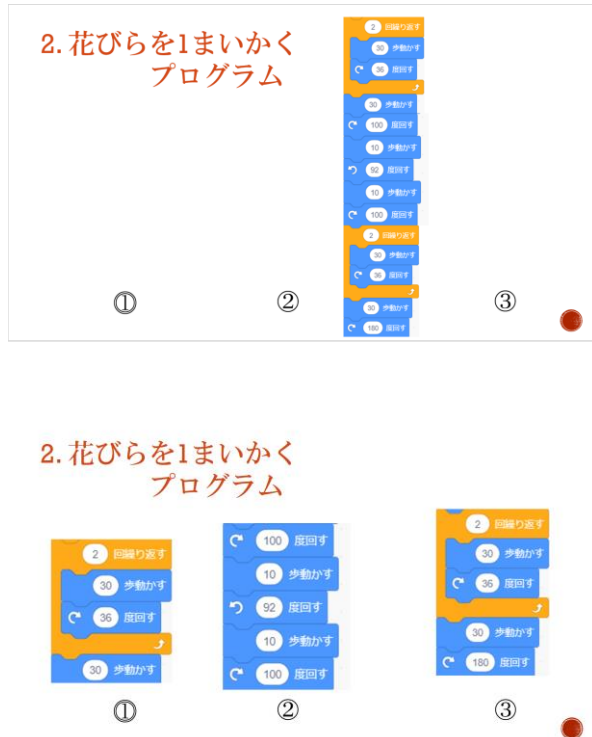 2. 花びらを1まいかく
プログラム
2 回繰り返す
30 歩動かす
36 度回す
30 歩動かす
100 度回す
10 歩動かす
92 度回す
10 歩動かす
100 度回す
2 回繰り返す
30 歩動かす
36 度回す
30 歩動かす
180 度回す
① ② ③
2. 花びらを1まいかく
プログラム
2 回繰り返す
30 歩動かす
36 度回す
30 歩動かす
①
100 度回す
10 歩動かす
92 度回す
10 歩動かす
100 度回す
②
2 回繰り返す
30 歩動かす
36 度回す
30 歩動かす
180 度回す
③